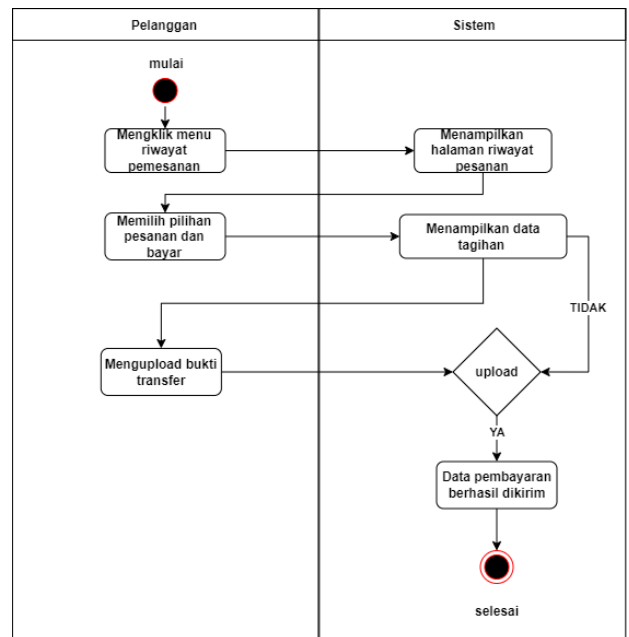 Pelanggan
Sistem
mulai
Mengklik menu
riwayat
pemesanan
Menampilkan
halaman riwayat
pesanan
Memilih pilihan
pesanan dan
bayar
Menampilkan data
tagihan
TIDAK
Mengupload bukti
transfer
upload
YA
Data pembayaran
berhasil dikirim
selesai